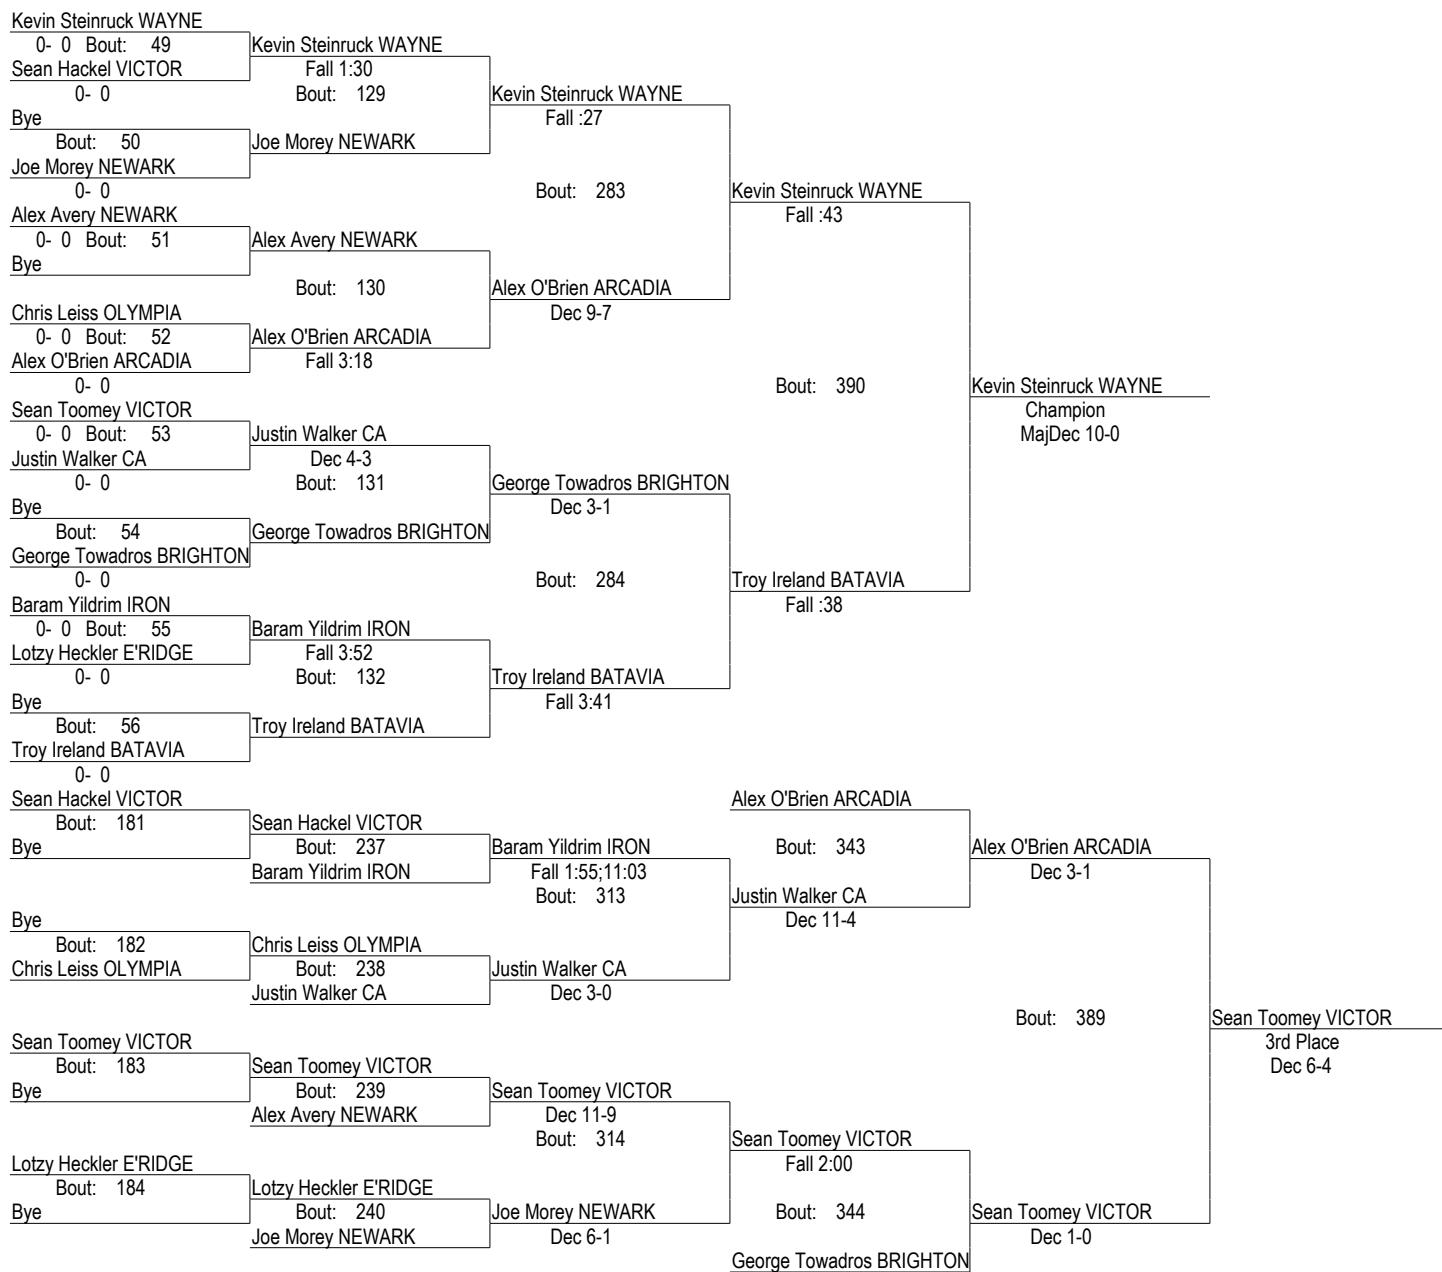 Kevin Steinruck WAYNE
0- 0 Bout: 49 Kevin Steinruck WAYNE
Sean Hackel VICTOR Fall 1:30
0- 0 Bout: 129 Kevin Steinruck WAYNE
Bye Fall :27
Bout: 50 Joe Morey NEWARK
Joe Morey NEWARK
0- 0 Bout: 283 Kevin Steinruck WAYNE
Alex Avery NEWARK Fall :43
0- 0 Bout: 51 Alex Avery NEWARK
Bye
Bout: 130 Alex O'Brien ARCADIA
Chris Leiss OLYMPIA Dec 9-7
0- 0 Bout: 52 Alex O'Brien ARCADIA
Alex O'Brien ARCADIA Fall 3:18
0- 0 Bout: 390 Kevin Steinruck WAYNE
Sean Toomey VICTOR Champion
0- 0 Bout: 53 Justin Walker CA MajDec 10-0
Justin Walker CA Dec 4-3
0- 0 Bout: 131 George Towadros BRIGHTON
Bye Dec 3-1
Bout: 54 George Towadros BRIGHTON
George Towadros BRIGHTON
0- 0 Bout: 284 Troy Ireland BATAVIA
Baram Yildrim IRON Fall :38
0- 0 Bout: 55 Baram Yildrim IRON
Lotzy Heckler E'RIDGE Fall 3:52
0- 0 Bout: 132 Troy Ireland BATAVIA
Bye Fall 3:41
Bout: 56 Troy Ireland BATAVIA
Troy Ireland BATAVIA
0- 0
Sean Hackel VICTOR Alex O'Brien ARCADIA
Bout: 181 Sean Hackel VICTOR
Bye Bout: 237 Baram Yildrim IRON Bout: 343 Alex O'Brien ARCADIA
Baram Yildrim IRON Fall 1:55;11:03 Dec 3-1
Bout: 313 Justin Walker CA
Bye Dec 11-4
Bout: 182 Chris Leiss OLYMPIA
Chris Leiss OLYMPIA Bout: 238 Justin Walker CA
Justin Walker CA Dec 3-0
Bout: 389 Sean Toomey VICTOR
Sean Toomey VICTOR 3rd Place
Bout: 183 Sean Toomey VICTOR Dec 6-4
Bye Bout: 239 Sean Toomey VICTOR
Alex Avery NEWARK Dec 11-9
Bout: 314 Sean Toomey VICTOR
Lotzy Heckler E'RIDGE Fall 2:00
Bout: 184 Lotzy Heckler E'RIDGE
Bye Bout: 240 Joe Morey NEWARK Bout: 344 Sean Toomey VICTOR
Joe Morey NEWARK Dec 6-1 Dec 1-0
George Towadros BRIGHTON